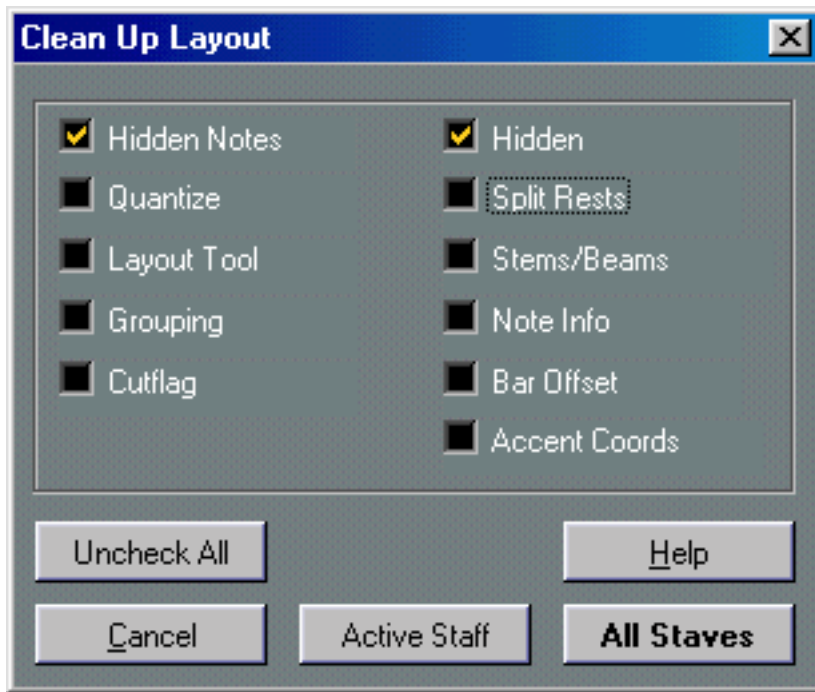 Clean Up Layout
Hidden Notes
Hidden
Quantize
Split Rests
Layout Tool
Stems/Beams
Grouping
Note Info
Cutflag
Bar Offset
Accent Coords
Uncheck All
Help
Cancel
Active Staff
All Staves